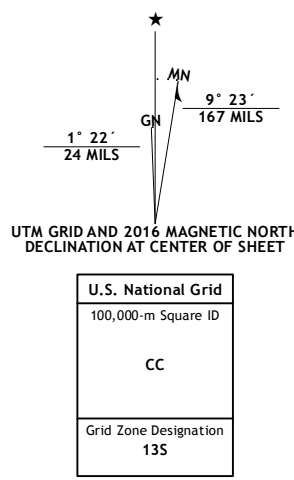 ★
MN
GN
9° 23´
167 MILS
1° 22´
24 MILS
UTM GRID AND 2016 MAGNETIC NORTH
DECLINATION AT CENTER OF SHEET
U.S. National Grid
100,000-m Square ID
CC
Grid Zone Designation
13S